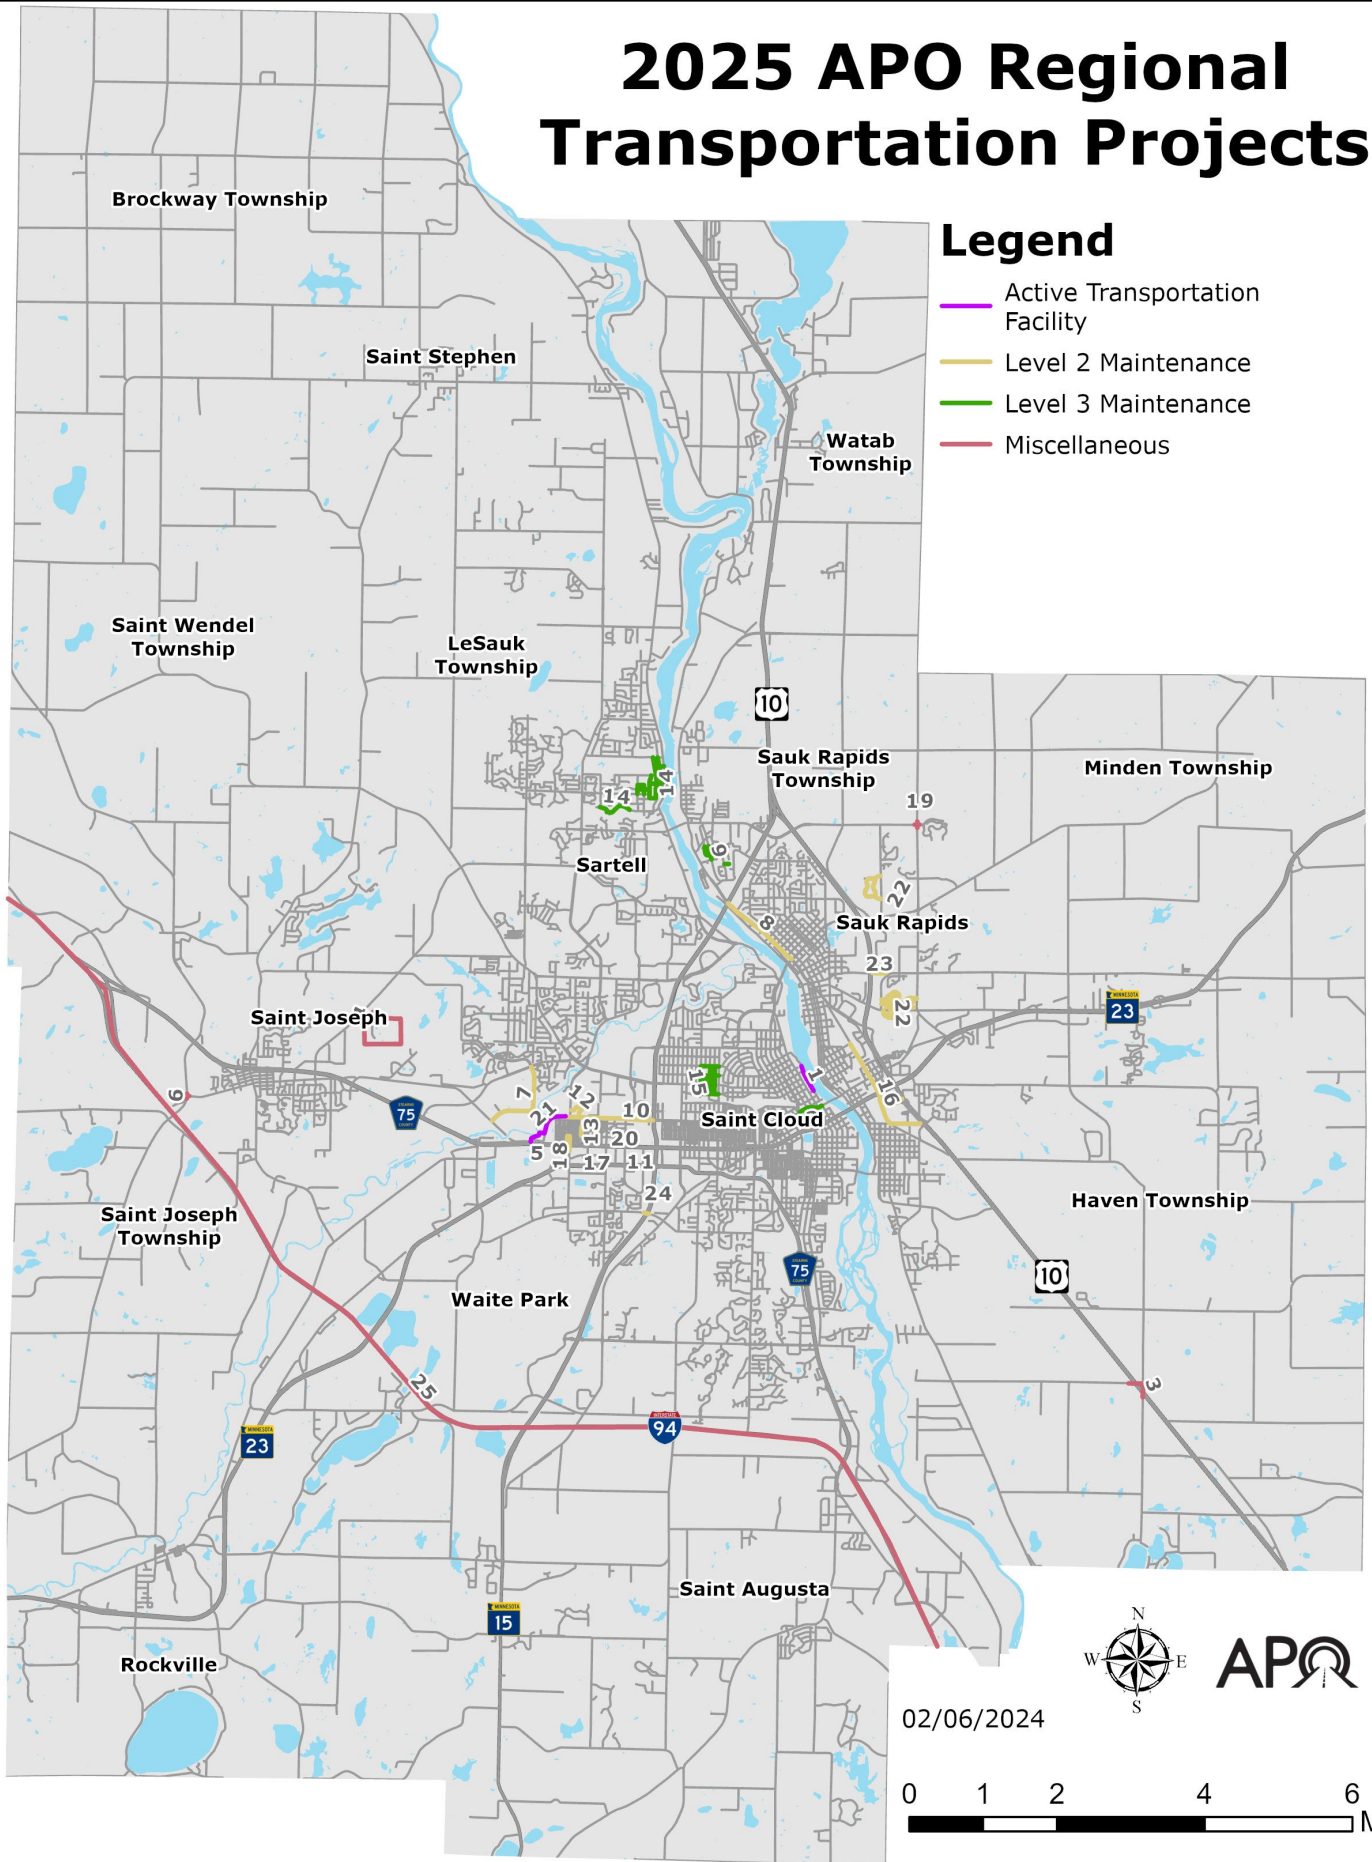 2025 APO Regional
Transportation Projects
Legend
Active Transportation
Facility
Level 2 Maintenance
Level 3 Maintenance
Miscellaneous
Brockway Township
Saint Stephen
Watab
Township
Saint Wendel
Township
LeSauk
Township
10
Sauk Rapids
Township
Minden Township
14
14
19
9
Sartell
22
8
Sauk Rapids
23
22
MINNESOTA
23
Saint Joseph
6
75
7
21
12
10
13
20
5
18
17
11
15
1
16
Saint Cloud
24
Haven Township
Saint Joseph
Township
75
10
Waite Park
3
25
INTERSTATE
94
MINNESOTA
23
Saint Augusta
MINNESOTA
15
Rockville
N
W
E
S
APO
02/06/2024
0 1 2 4 6
M